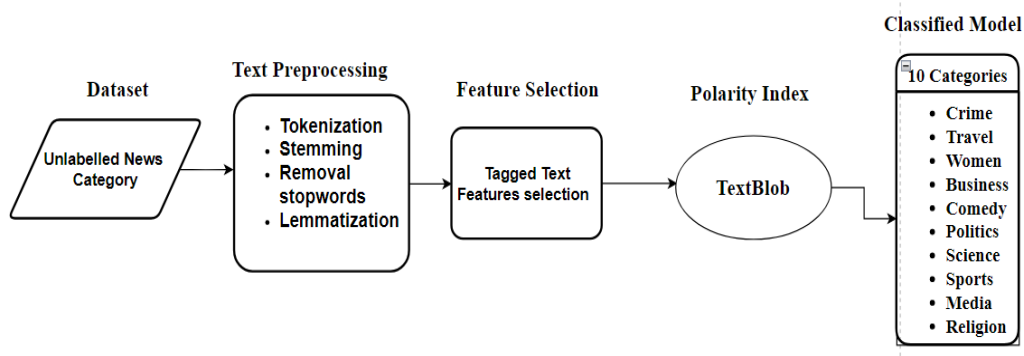 Dataset
Unlabelled News
Category
Text Preprocessing
• Tokenization
• Stemming
• Removal
stopwords
• Lemmatization
Feature Selection
Tagged Text
Features selection
Polarity Index
TextBlob
Classified Model
10 Categories
• Crime
• Travel
• Women
• Business
• Comedy
• Politics
• Science
• Sports
• Media
• Religion